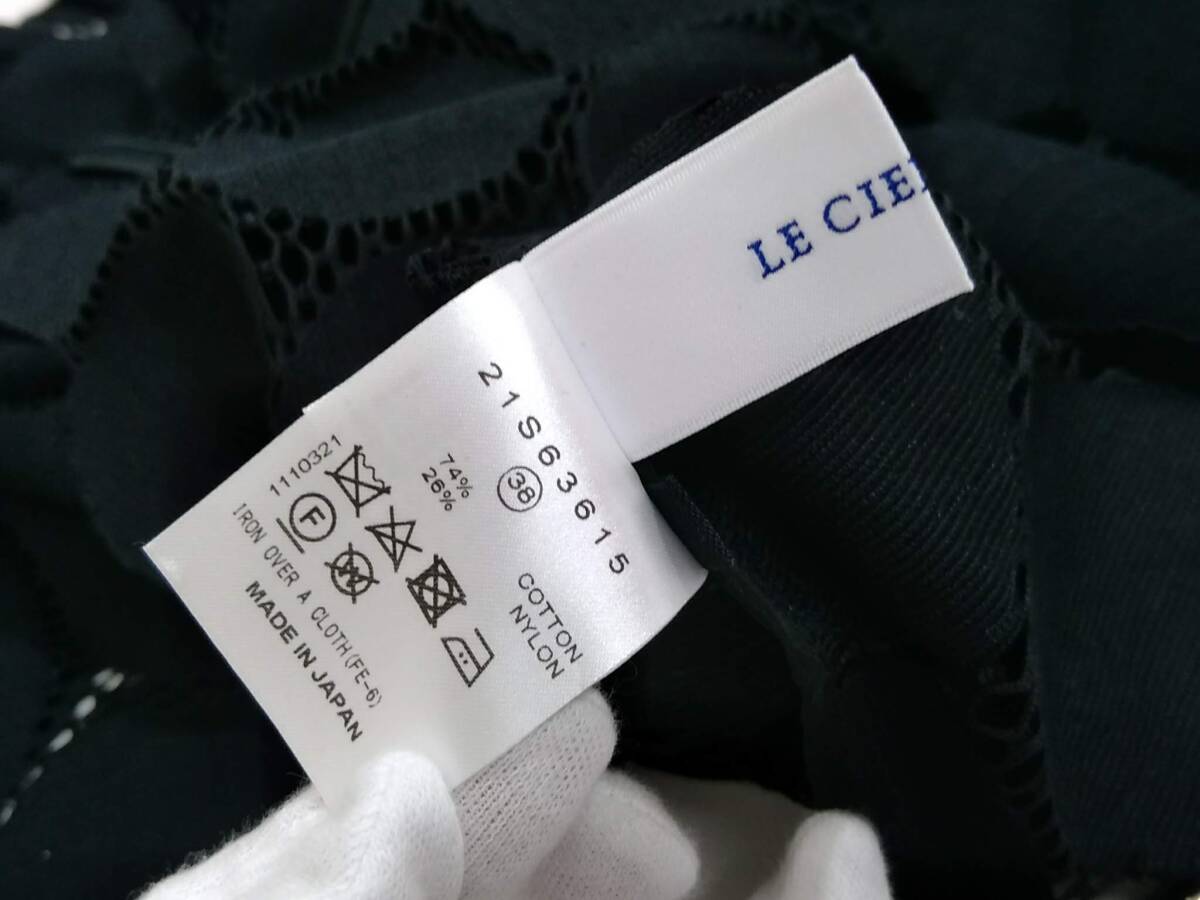 LE CIE
21S63615
38
74%
26%
COTTON
NYLON
1110321
F
W
IRON OVER A CLOTH(FE-6)
MADE IN JAPAN